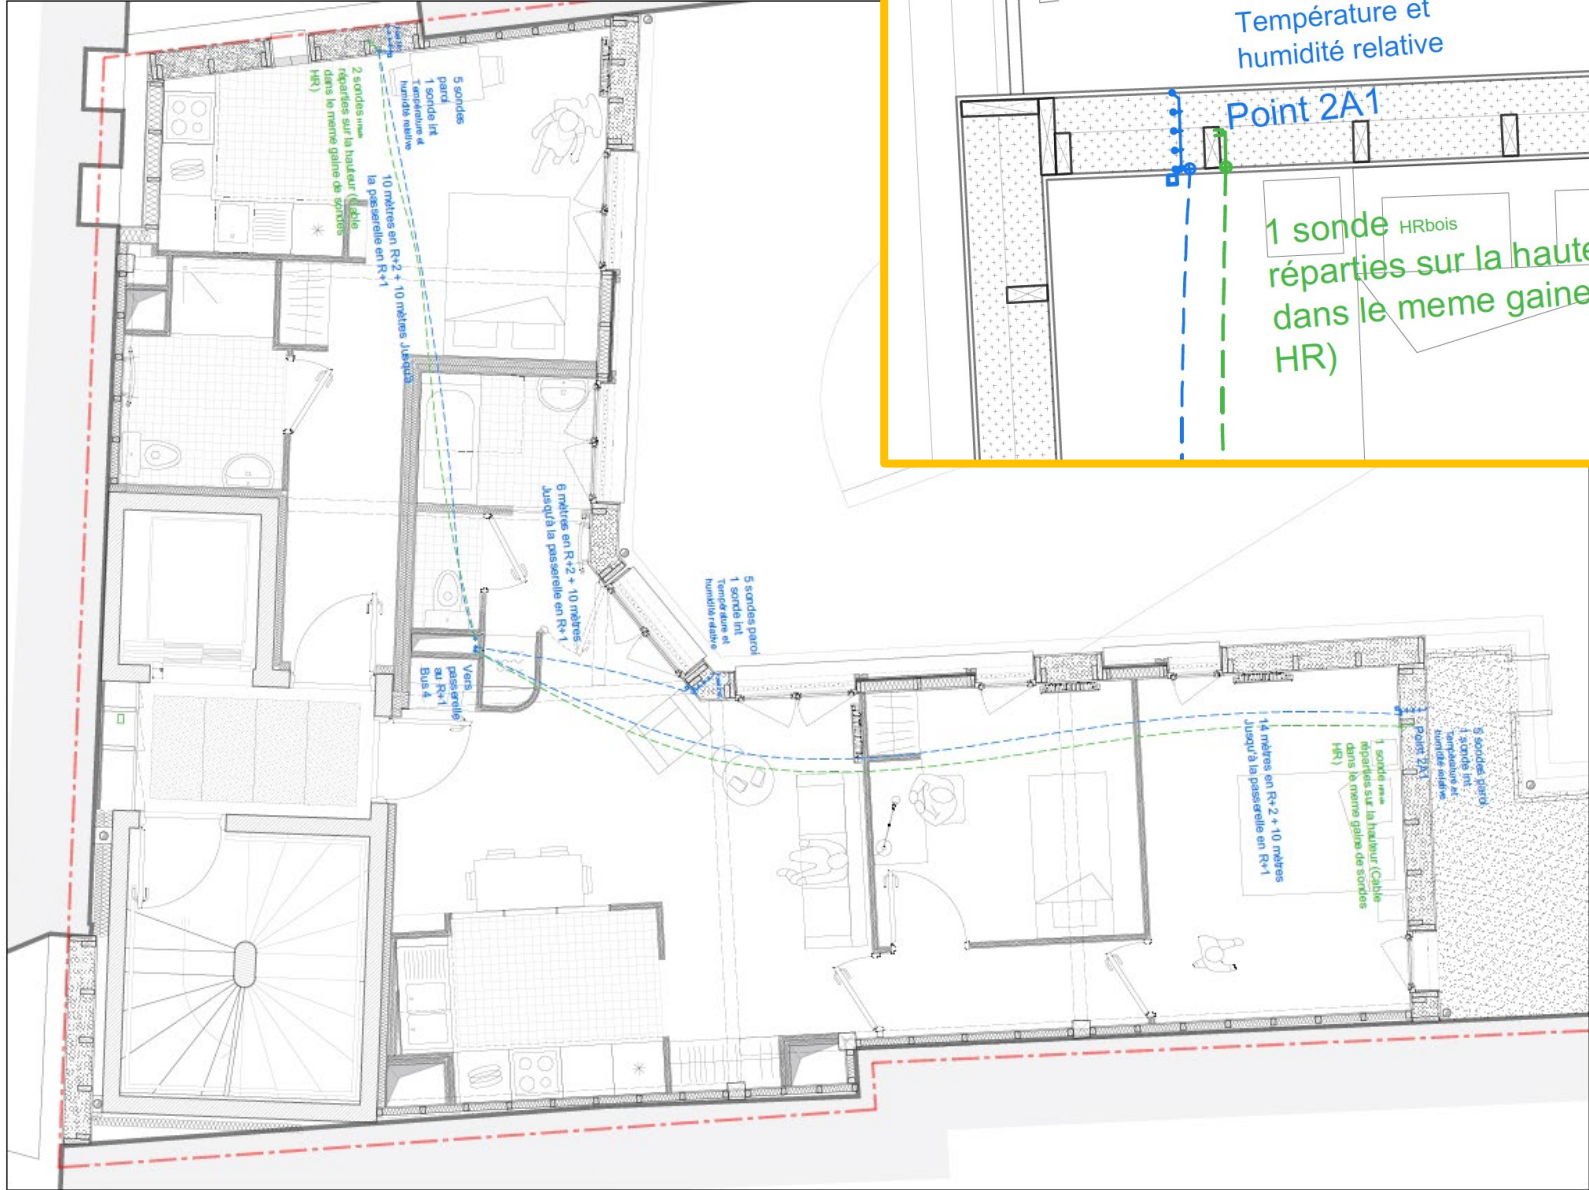 Température et
humidité relative
Point 2A1
1 sonde HRbois
réparties sur la haute
dans le meme gaine
HR)
5 sondes
paroi
1 sonde int
Température et
humidité relative
2 sondes
réparties sur la hauteur (Cable
dans le meme gaine de sondes
HR)
10 mètres en R+2 + 10 mètres Jusqu'à
la passerelle en R+1
6 mètres en R+2 + 10 mètres
Jusqu'à la passerelle en R+1
5 sondes paroi
1 sonde int
Température et
humidité relative
Vers
passerelle
au R+1
Bus 4
14 mètres en R+2 + 10 mètres
Jusqu'à la passerelle en R+1
5 sondes paroi
1 sonde int
Température et
humidité relative
Point 2A1
1 sonde
réparties sur la hauteur (Cable
dans le meme gaine de sondes
HR)